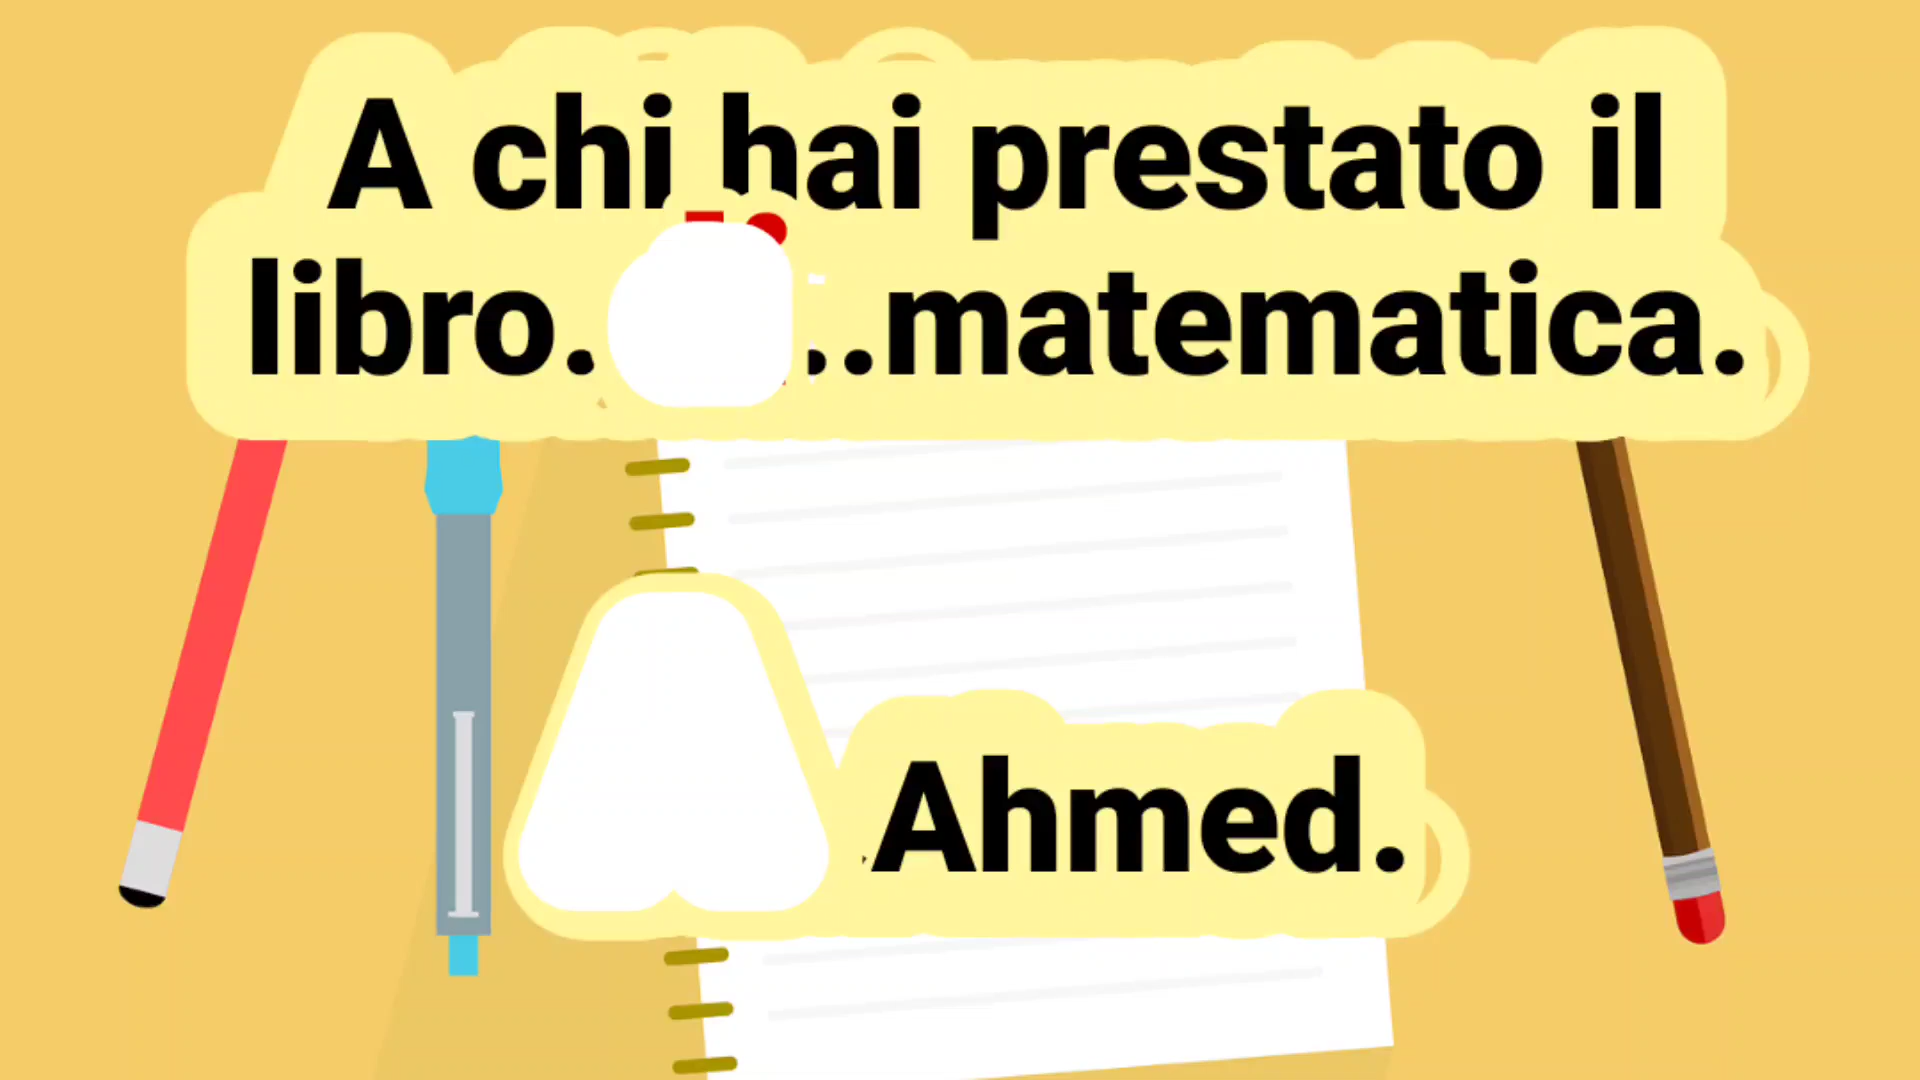 A chi hai prestato il
libro. ..matematica.
Ahmed.